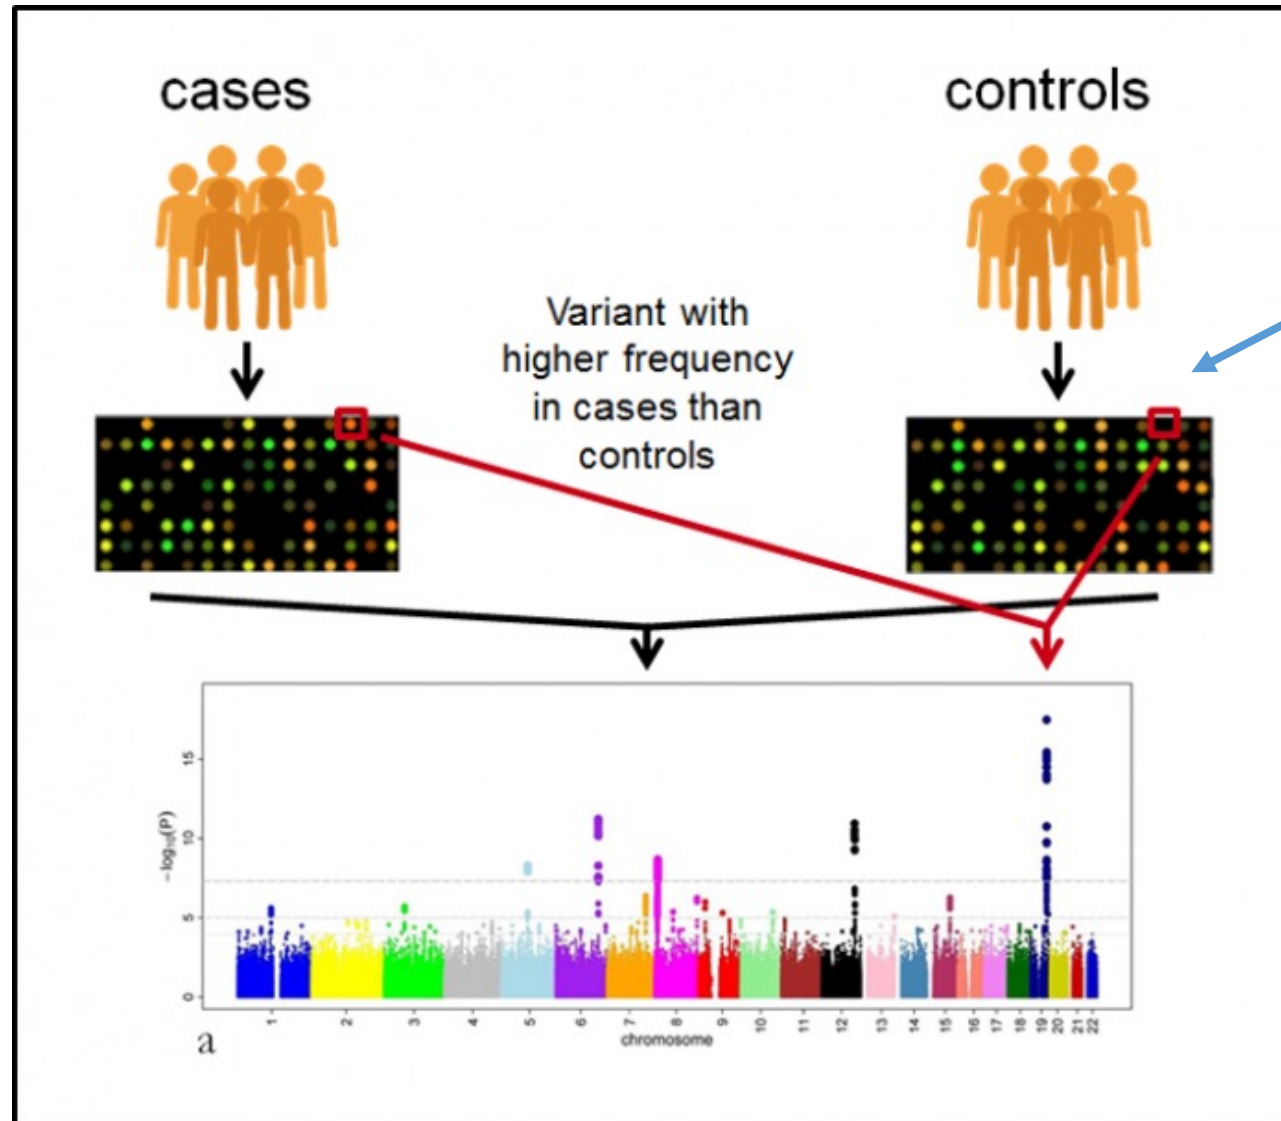 cases
controls
Variant with
higher frequency
in cases than
controls
15
10
5
0
−log₁₀(P)
1 2 3 4 5 6 7 8 9 10 11 12 13 14 15 16 17 18 19 20 21 22
chromosome
a